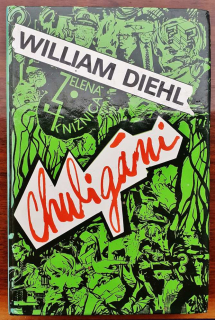 WILLIAM DIEHL
ZELENÁ
KNIŽNICA
chuligáni